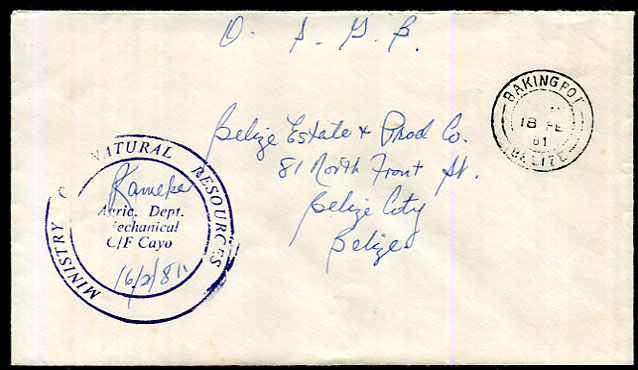 O. S. G. B.
BAKINGPOT
18 FE
81
BELIZE
Belize Estate & Prod Co.
81 North Front St.
Belize City
Belize
MINISTRY O NATURAL RESOURCES
Agric. Dept.
Mechanical
C/F Cayo
16/2/81